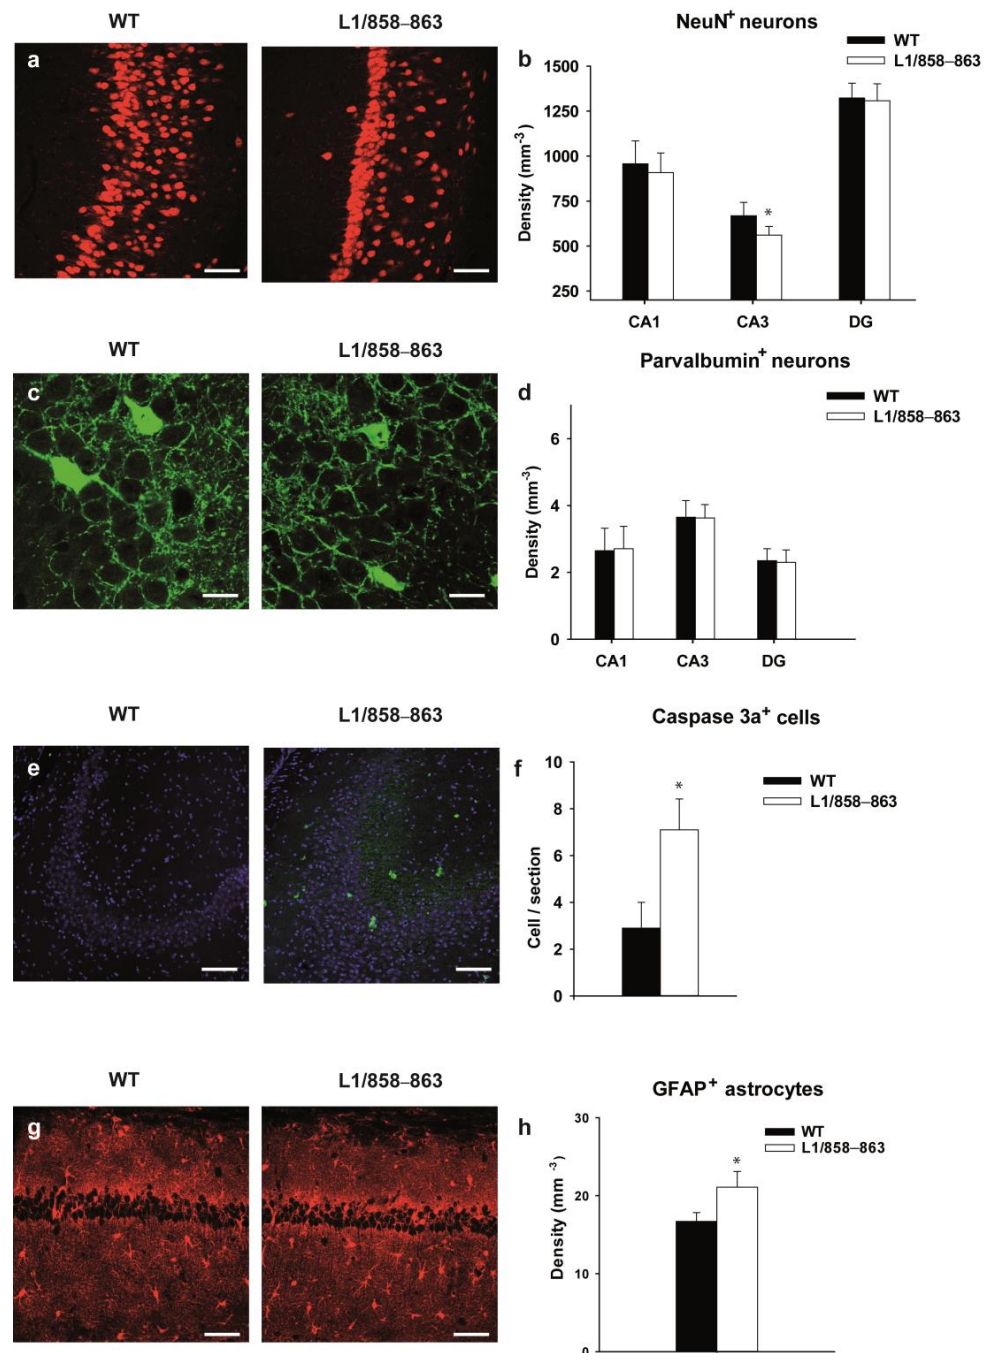 WT
L1/858–863
NeuN+ neurons
a
b
WT
L1/858–863
1500
1250
1000
750
500
250
Density (mm-3)
*
CA1 CA3 DG
WT
L1/858–863
Parvalbumin+ neurons
c
d
WT
L1/858–863
6
4
2
0
Density (mm-3)
CA1 CA3 DG
WT
L1/858–863
Caspase 3a+ cells
e
f
WT
L1/858–863
10
8
6
4
2
0
Cell / section
*
WT
L1/858–863
GFAP+ astrocytes
g
h
WT
L1/858–863
30
20
10
0
Density (mm -3)
*